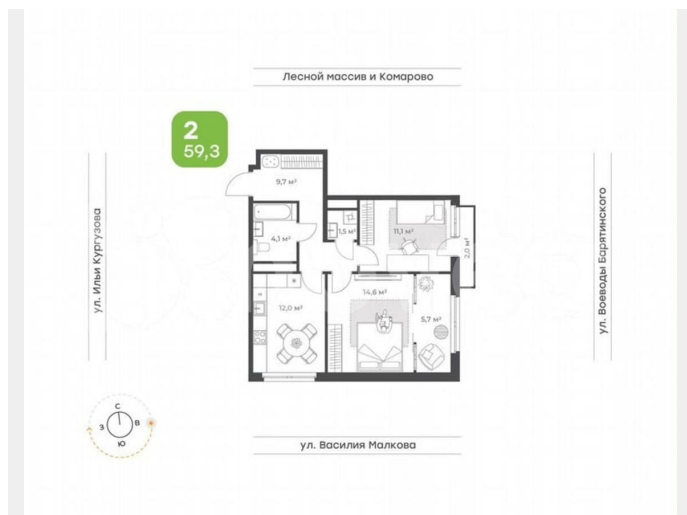 Лесной массив и Комарово
2
59,3
9,7 м²
4,1 м²
1,5 м²
11,1 м²
2,0 м²
ул. Ильи Кургузова
ул. Воеводы Барятинского
12,0 м²
14,6 м²
5,7 м²
С
З
В
Ю
ул. Василия Малкова